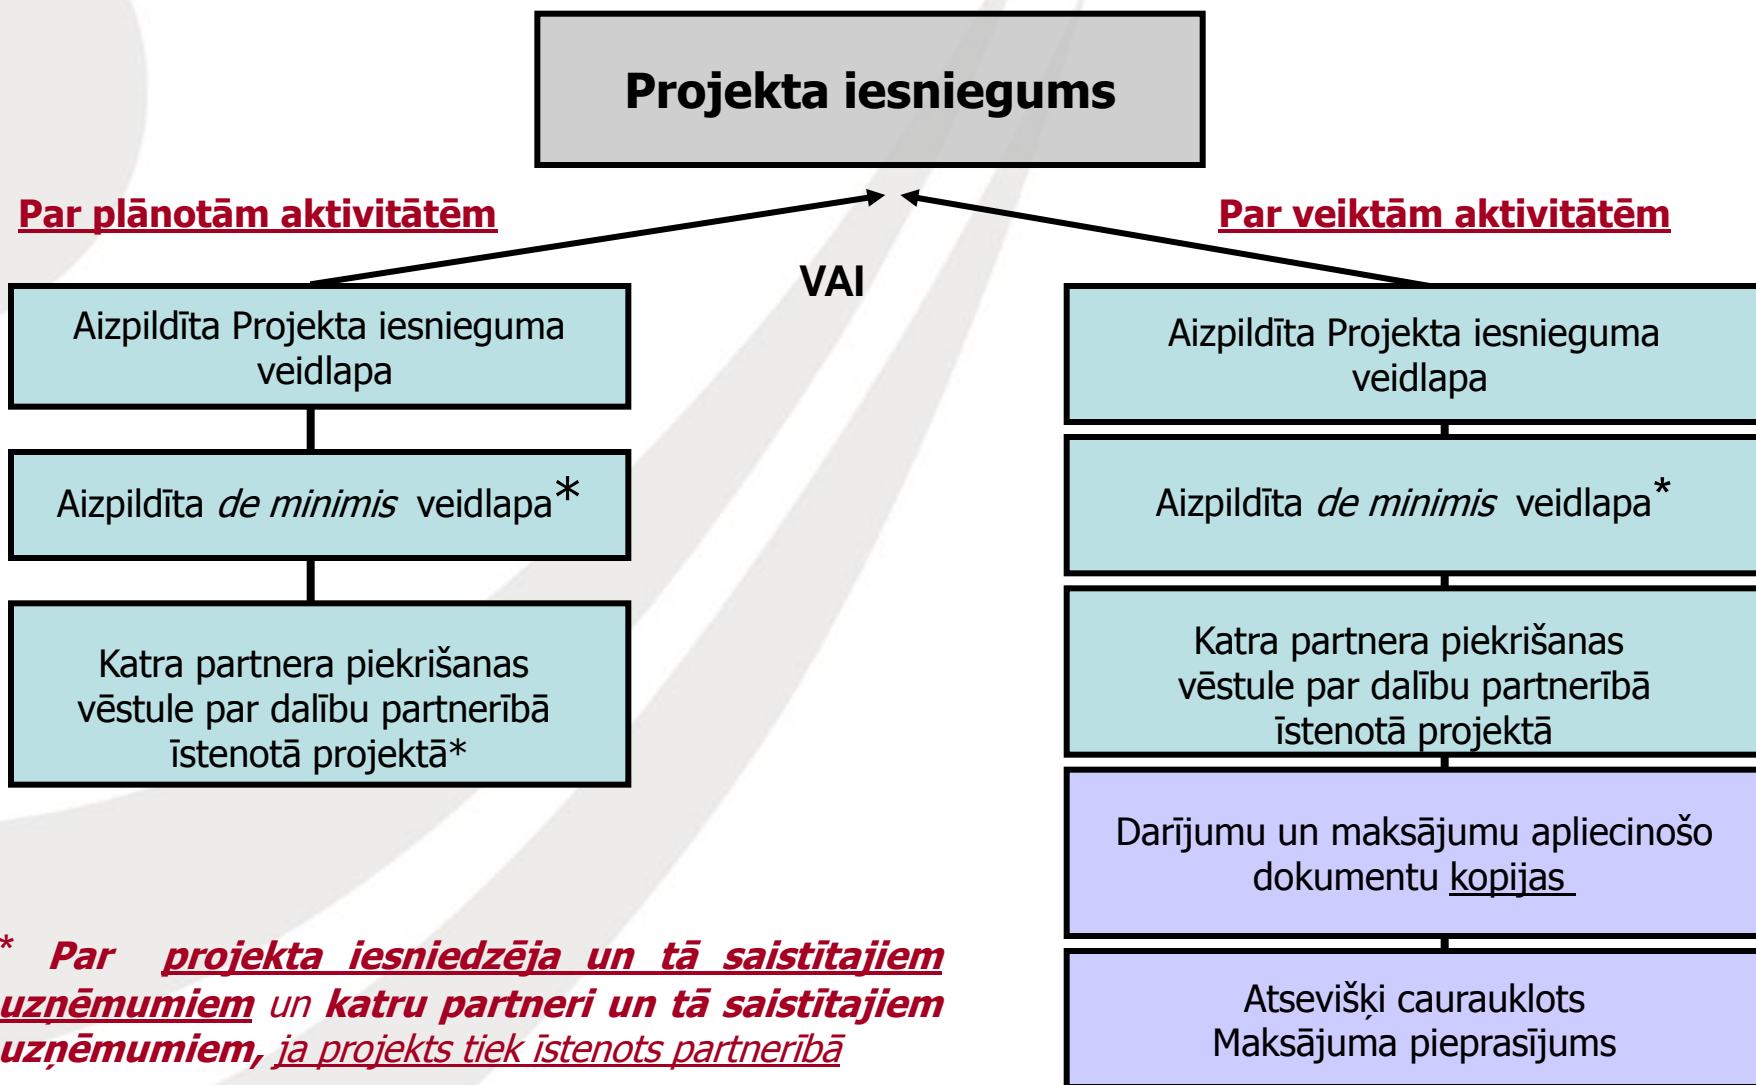 Projekta iesniegums
Par plānotām aktivitātēm
Par veiktām aktivitātēm
VAI
Aizpildīta Projekta iesnieguma
veidlapa
Aizpildīta de minimis veidlapa*
Katra partnera piekrišanas
vēstule par dalību partnerībā
īstenotā projektā*
Aizpildīta Projekta iesnieguma
veidlapa
Aizpildīta de minimis veidlapa*
Katra partnera piekrišanas
vēstule par dalību partnerībā
īstenotā projektā
Darījumu un maksājumu apliecinošo
dokumentu kopijas
Atsevišķi caurauklots
Maksājuma pieprasījums
* Par projekta iesniedzēja un tā saistītajiem
uzņēmumiem un katru partneri un tā saistītajiem
uzņēmumiem, ja projekts tiek īstenots partnerībā